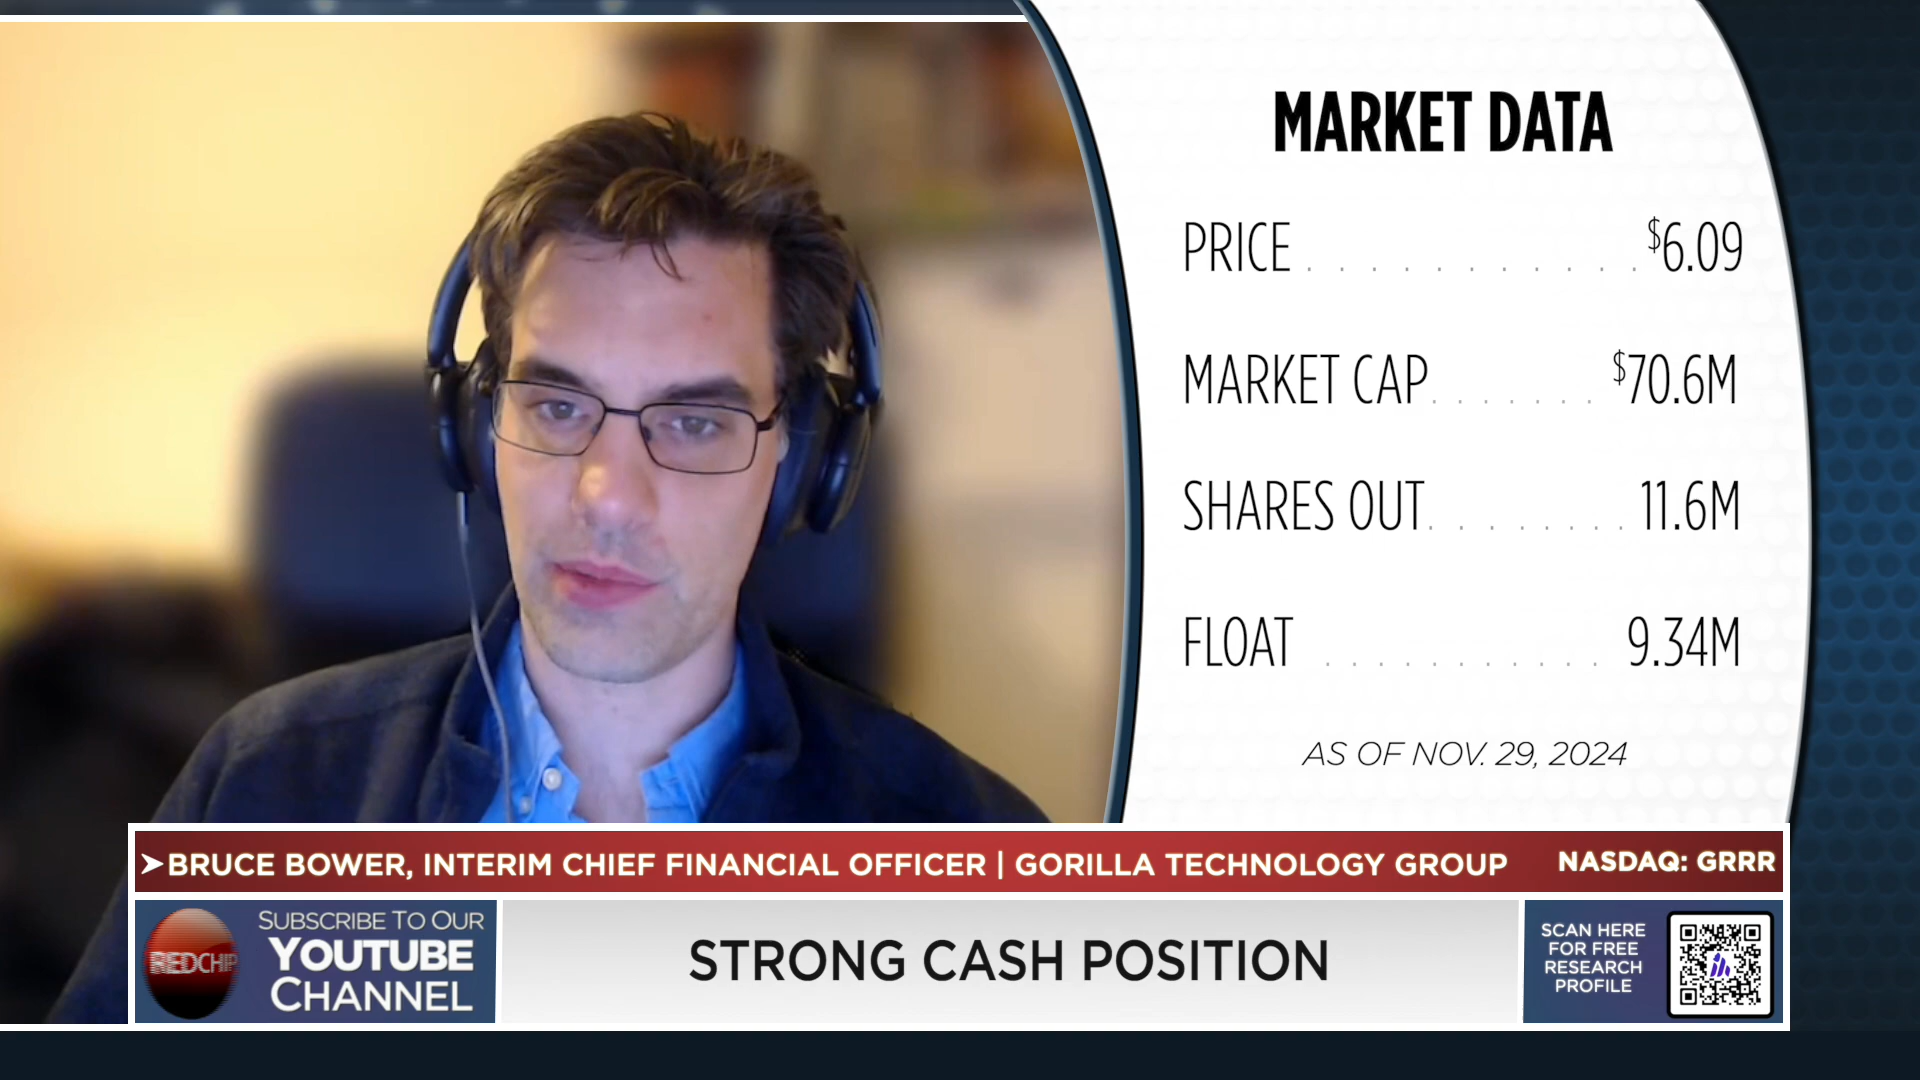 MARKET DATA
PRICE . . . . . . . . . . . $6.09
MARKET CAP. . . . . . . $70.6M
SHARES OUT. . . . . . . . 11.6M
FLOAT . . . . . . . . . . . 9.34M
AS OF NOV. 29, 2024
BRUCE BOWER, INTERIM CHIEF FINANCIAL OFFICER | GORILLA TECHNOLOGY GROUP NASDAQ: GRRR
REDCHIP
SUBSCRIBE TO OUR
YOUTUBE
CHANNEL
STRONG CASH POSITION
SCAN HERE
FOR FREE
RESEARCH
PROFILE